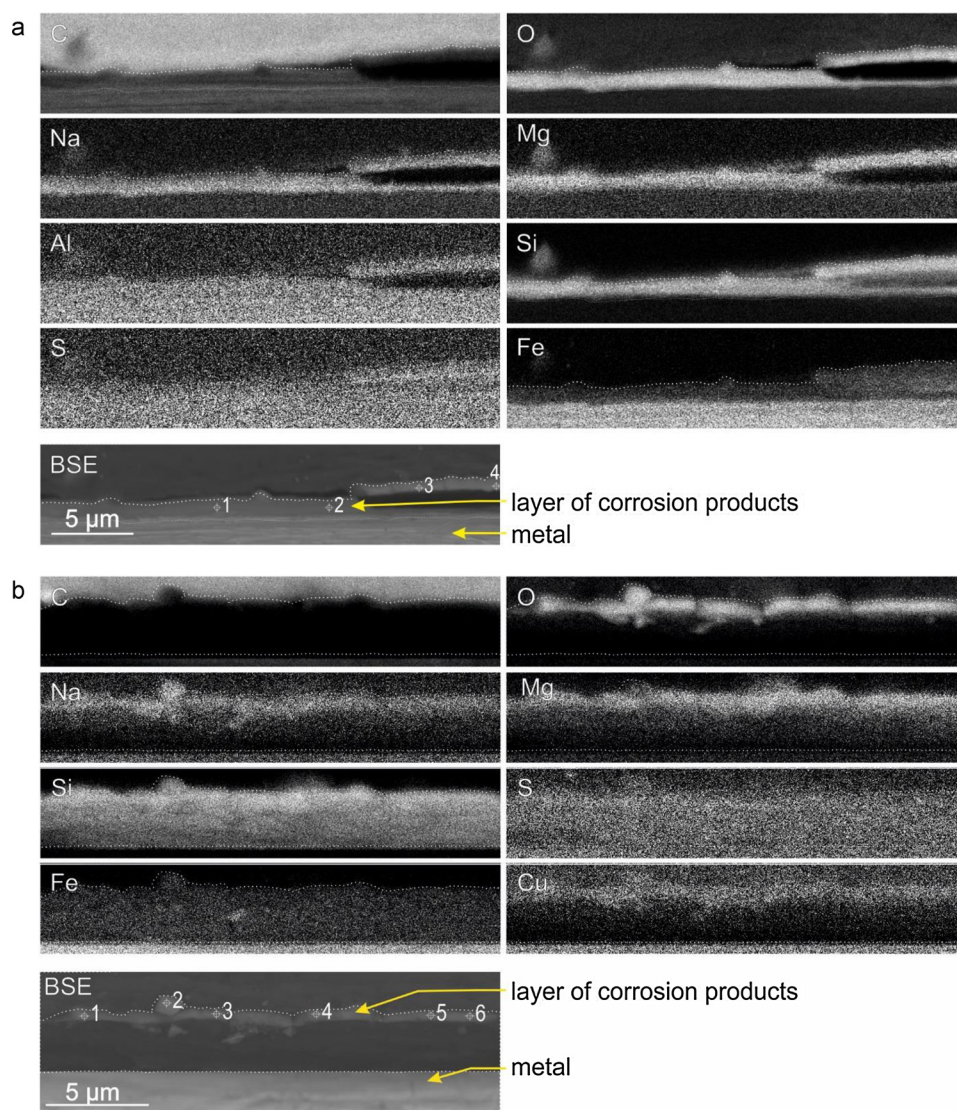 a
C
O
Na
Mg
Al
Si
S
Fe
BSE
1
2
3
4
5 µm
layer of corrosion products
metal
b
C
O
Na
Mg
Si
S
Fe
Cu
BSE
1
2
3
4
5
6
5 µm
layer of corrosion products
metal